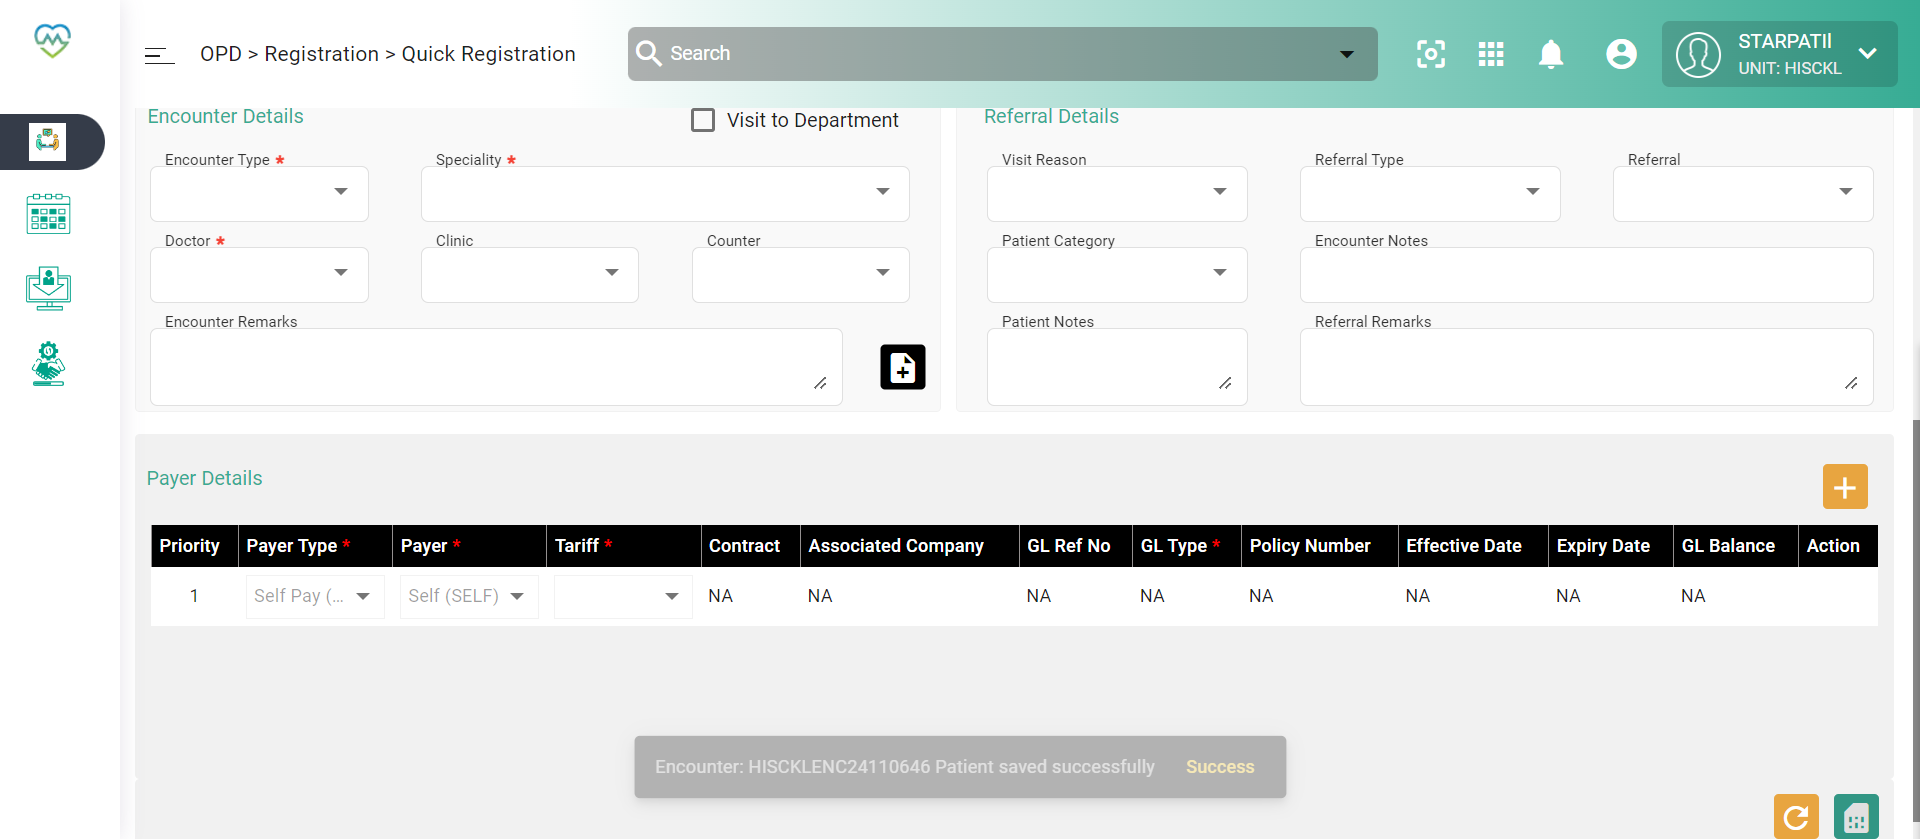 OPD > Registration > Quick Registration
Search
STARPATIl
UNIT: HISCKL
Encounter Details
Visit to Department
Encounter Type *
Speciality *
Doctor *
Clinic
Counter
Encounter Remarks
Referral Details
Visit Reason
Referral Type
Referral
Patient Category
Encounter Notes
Patient Notes
Referral Remarks
Payer Details
Priority Payer Type * Payer * Tariff * Contract Associated Company GL Ref No GL Type * Policy Number Effective Date Expiry Date GL Balance Action
1 Self Pay (... Self (SELF) NA NA NA NA NA NA NA NA
Encounter: HISCKLENC24110646 Patient saved successfully Success